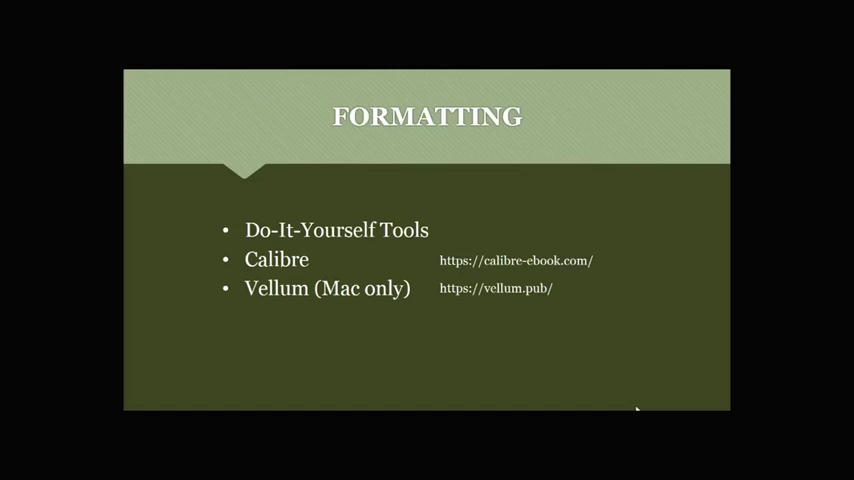 FORMATTING
• Do-It-Yourself Tools
• Calibre https://calibre-ebook.com/
• Vellum (Mac only) https://vellum.pub/